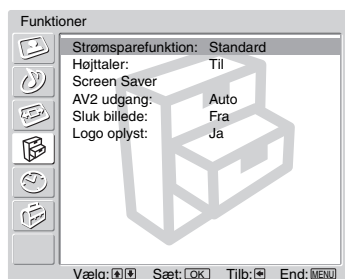 Funktioner
Strømsparefunktion: Standard
Højttaler: Til
Screen Saver
AV2 udgang: Auto
Sluk billede: Fra
Logo oplyst: Ja
Vælg: Sæt: OK Tilb: End: MENU